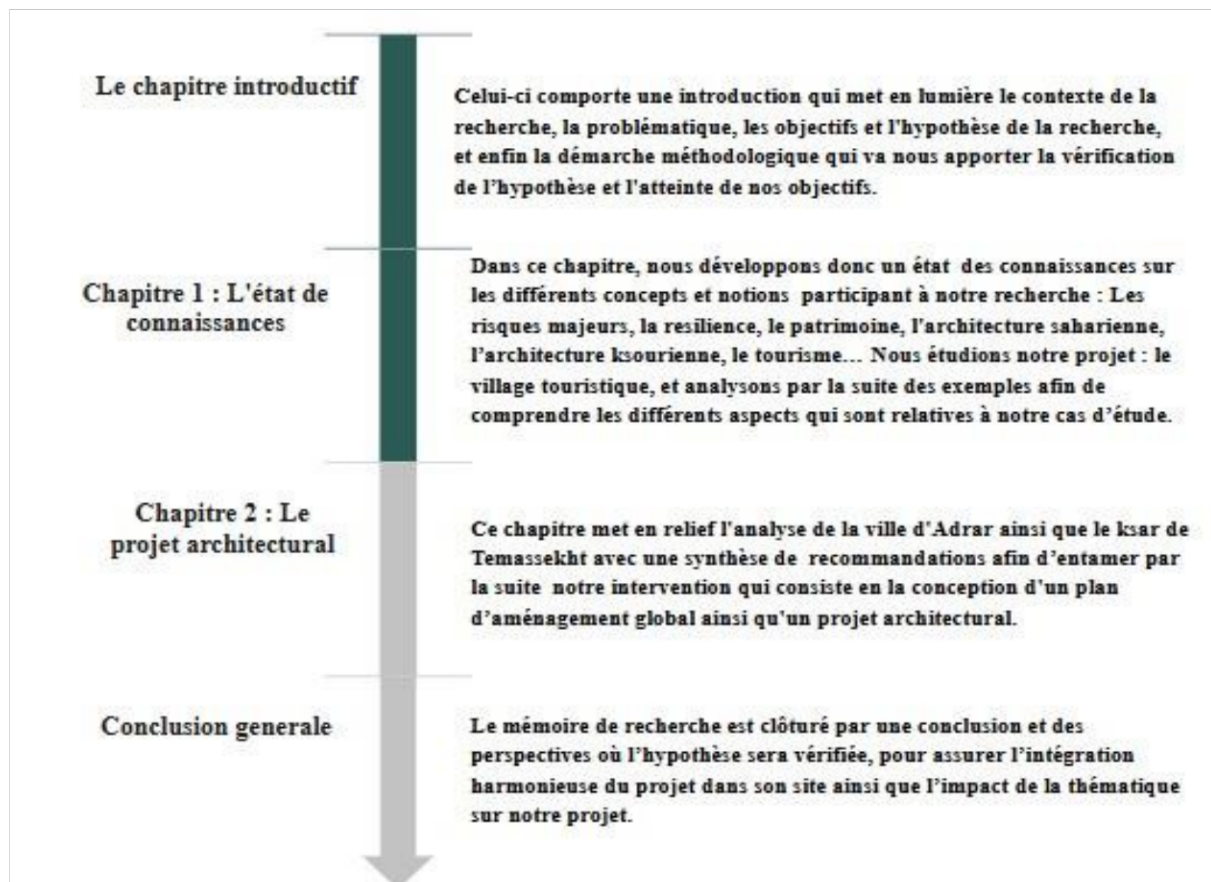 Le chapitre introductif
Celui-ci comporte une introduction qui met en lumière le contexte de la
recherche, la problématique, les objectifs et l'hypothèse de la recherche,
et enfin la démarche méthodologique qui va nous apporter la vérification
de l’hypothèse et l'atteinte de nos objectifs.
Chapitre 1 : L'état de
connaissances
Dans ce chapitre, nous développons donc un état des connaissances sur
les différents concepts et notions participant à notre recherche : Les
risques majeurs, la resilience, le patrimoine, l'architecture saharienne,
l’architecture ksourienne, le tourisme… Nous étudions notre projet : le
village touristique, et analysons par la suite des exemples afin de
comprendre les différents aspects qui sont relatives à notre cas d’étude.
Chapitre 2 : Le
projet architectural
Ce chapitre met en relief l'analyse de la ville d'Adrar ainsi que le ksar de
Temassekht avec une synthèse de recommandations afin d’entamer par
la suite notre intervention qui consiste en la conception d'un plan
d’aménagement global ainsi qu'un projet architectural.
Conclusion generale
Le mémoire de recherche est clôturé par une conclusion et des
perspectives où l’hypothèse sera vérifiée, pour assurer l’intégration
harmonieuse du projet dans son site ainsi que l’impact de la thématique
sur notre projet.